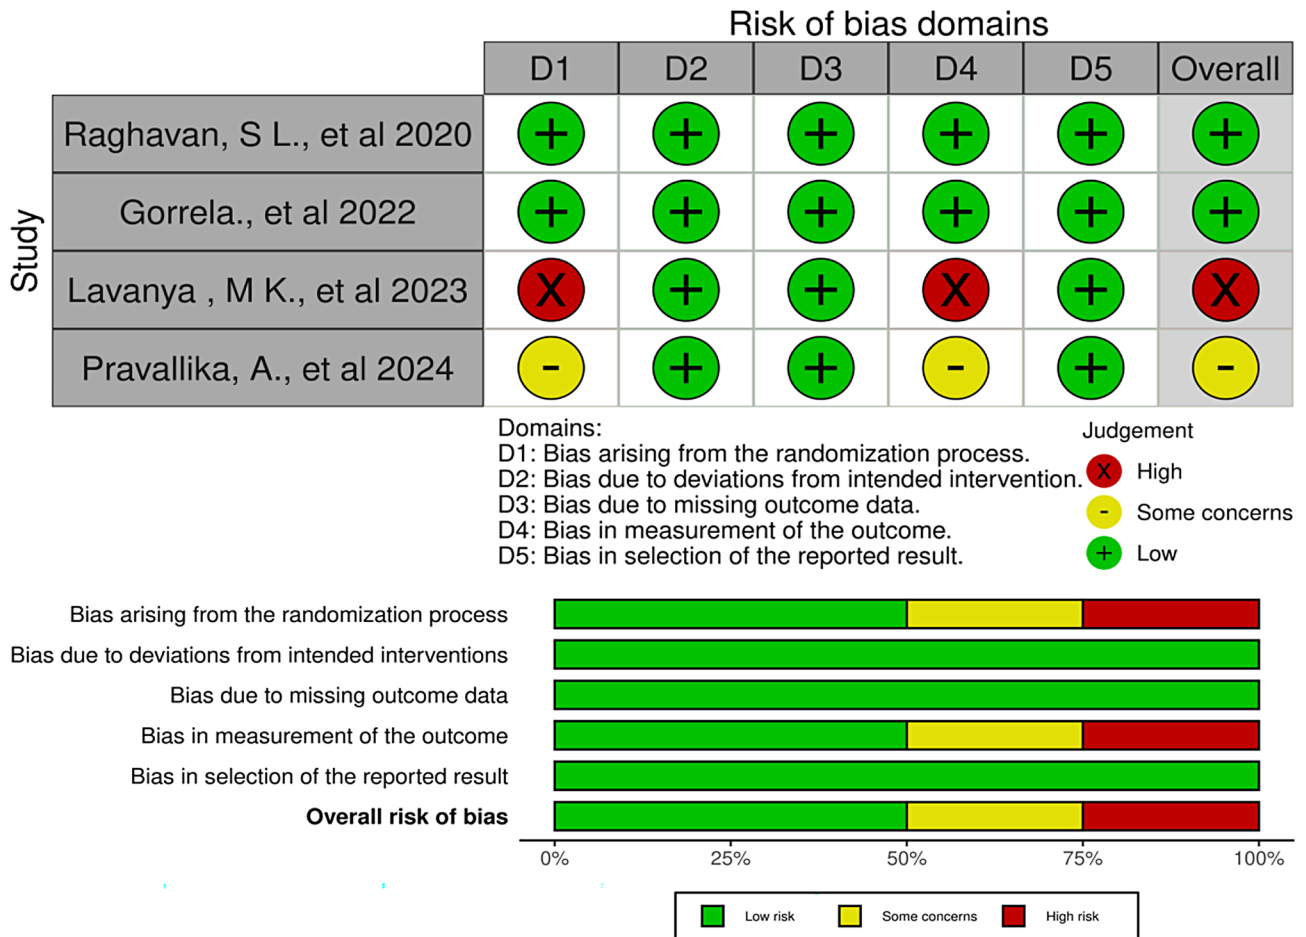 Risk of bias domains
D1 D2 D3 D4 D5 Overall
Study
Raghavan, S L., et al 2020 + + + + + +
Gorrela., et al 2022 + + + + + +
Lavanya , M K., et al 2023 X + + X + X
Pravallika, A., et al 2024 - + + - + -
Domains:
D1: Bias arising from the randomization process.
D2: Bias due to deviations from intended intervention.
D3: Bias due to missing outcome data.
D4: Bias in measurement of the outcome.
D5: Bias in selection of the reported result.
Judgement
X High
- Some concerns
+ Low
Bias arising from the randomization process
Bias due to deviations from intended interventions
Bias due to missing outcome data
Bias in measurement of the outcome
Bias in selection of the reported result
Overall risk of bias
0% 25% 50% 75% 100%
Low risk Some concerns High risk